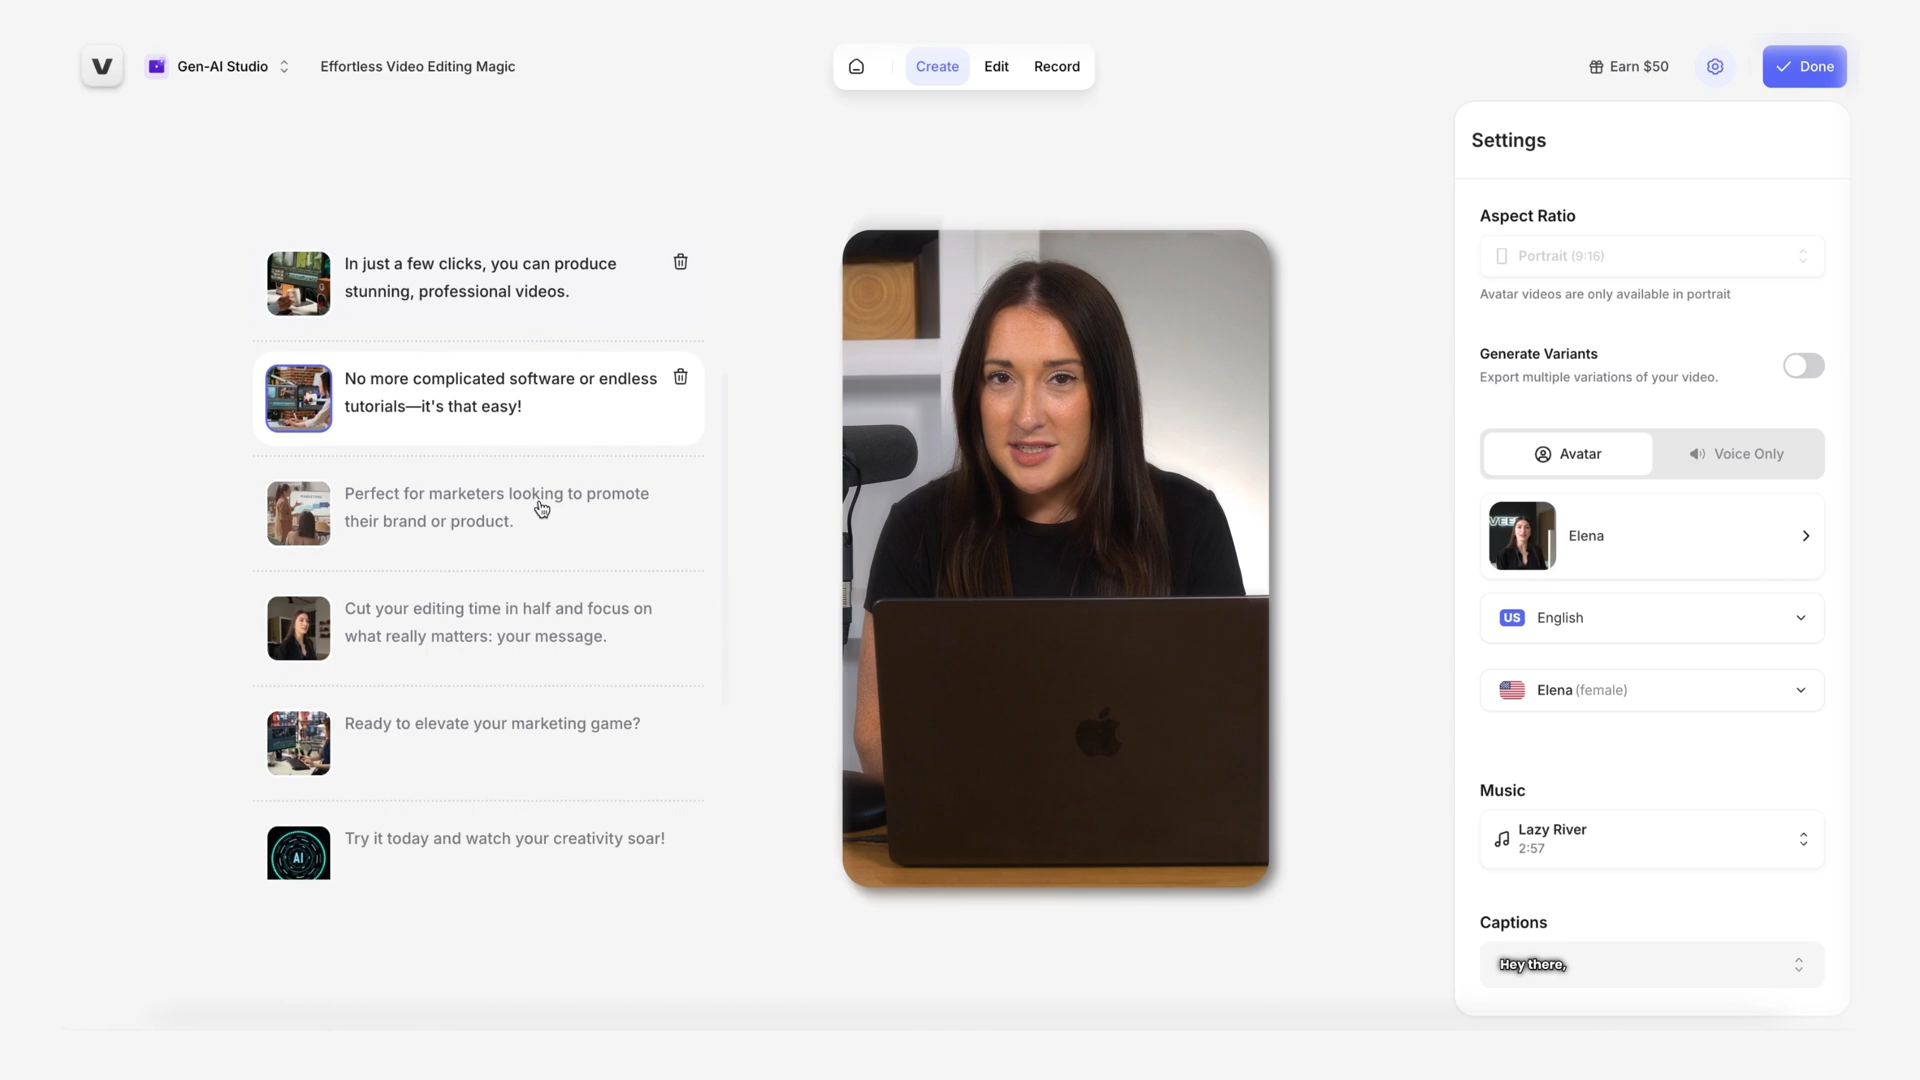 V
Gen-AI Studio
Effortless Video Editing Magic
Create
Edit
Record
Earn $50
Done
In just a few clicks, you can produce
stunning, professional videos.
No more complicated software or endless
tutorials—it's that easy!
Perfect for marketers looking to promote
their brand or product.
Cut your editing time in half and focus on
what really matters: your message.
Ready to elevate your marketing game?
AI
Try it today and watch your creativity soar!
Settings
Aspect Ratio
Portrait (9:16)
Avatar videos are only available in portrait
Generate Variants
Export multiple variations of your video.
Avatar
Voice Only
VEE
Elena
US
English
Elena (female)
Music
Lazy River
2:57
Captions
Hey there,